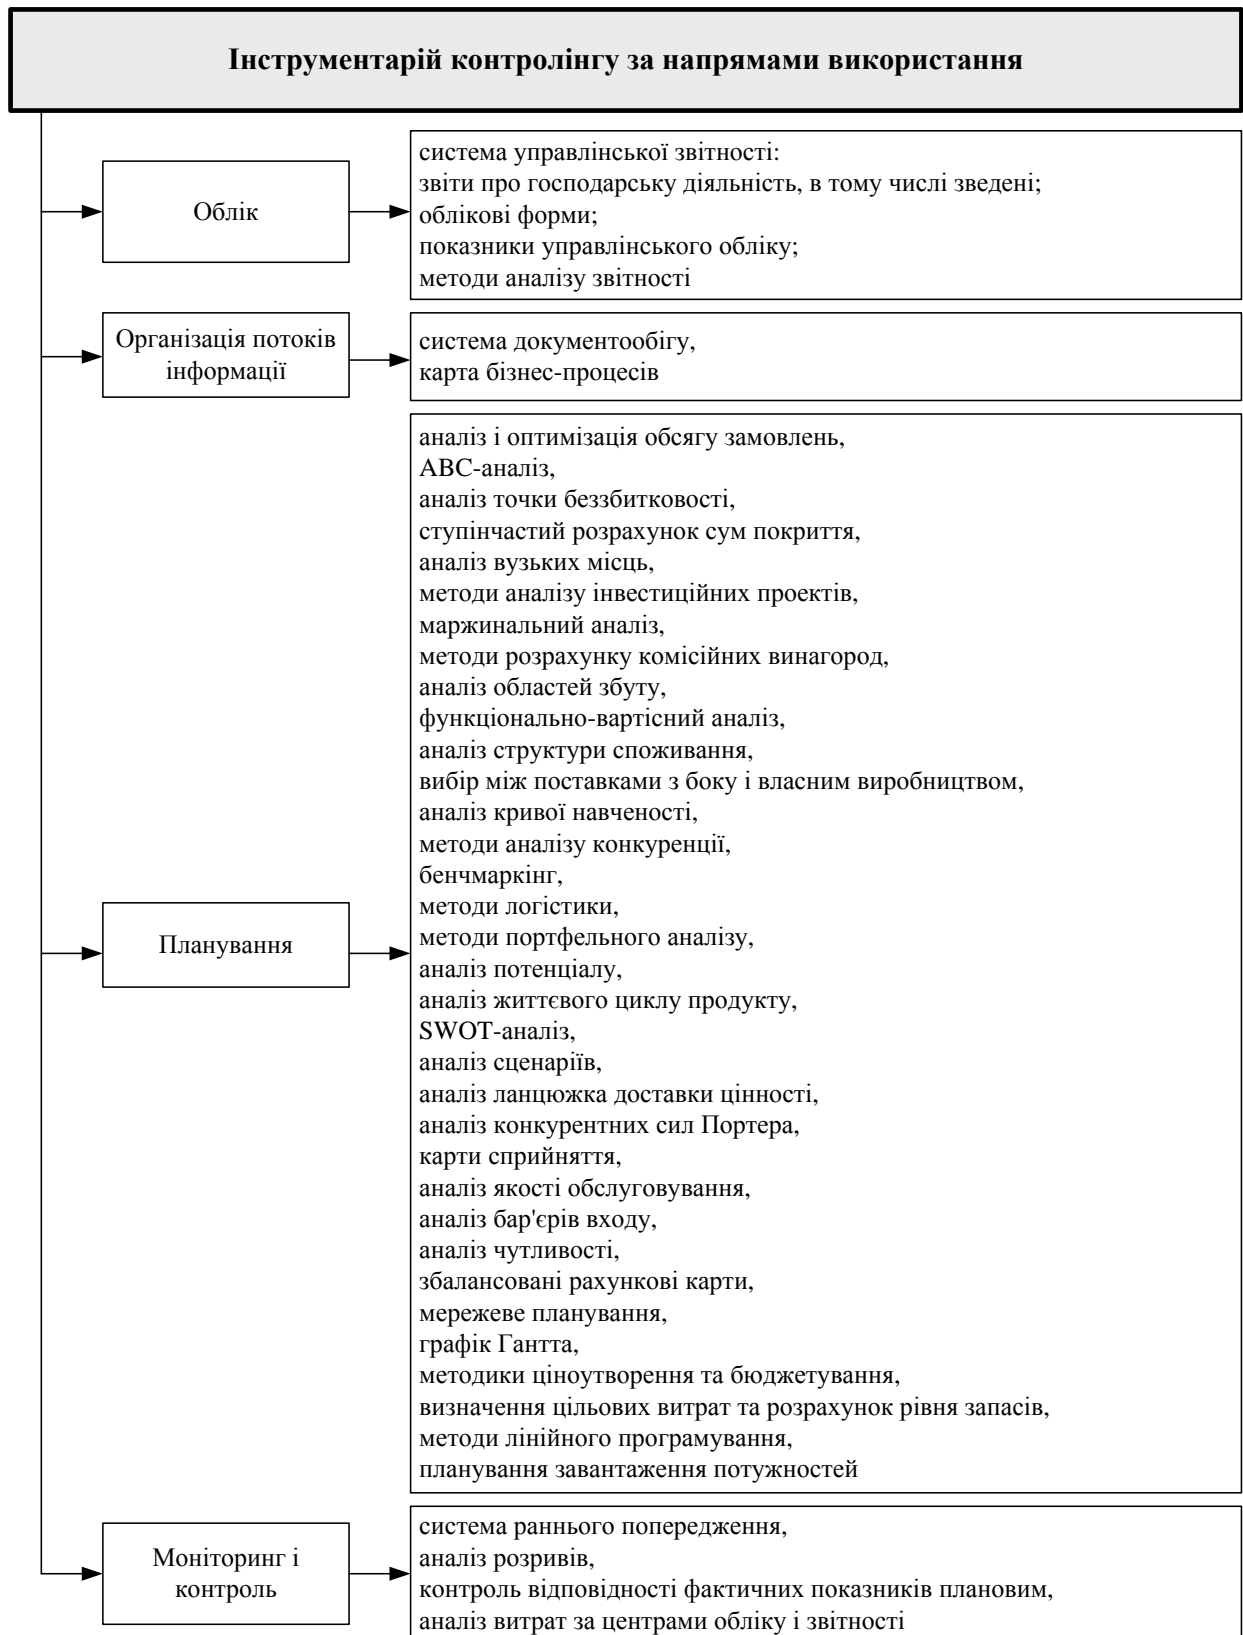 Інструментарій контролінгу за напрямами використання
Облік
система управлінської звітності:
звіти про господарську діяльність, в тому числі зведені;
облікові форми;
показники управлінського обліку;
методи аналізу звітності
Організація потоків
інформації
система документообігу,
карта бізнес-процесів
Планування
аналіз і оптимізація обсягу замовлень,
АВС-аналіз,
аналіз точки беззбитковості,
ступінчастий розрахунок сум покриття,
аналіз вузьких місць,
методи аналізу інвестиційних проектів,
маржинальний аналіз,
методи розрахунку комісійних винагород,
аналіз областей збуту,
функціонально-вартісний аналіз,
аналіз структури споживання,
вибір між поставками з боку і власним виробництвом,
аналіз кривої навченості,
методи аналізу конкуренції,
бенчмаркінг,
методи логістики,
методи портфельного аналізу,
аналіз потенціалу,
аналіз життєвого циклу продукту,
SWOT-аналіз,
аналіз сценаріїв,
аналіз ланцюжка доставки цінності,
аналіз конкурентних сил Портера,
карти сприйняття,
аналіз якості обслуговування,
аналіз бар'єрів входу,
аналіз чутливості,
збалансовані рахункові карти,
мережеве планування,
графік Гантта,
методики ціноутворення та бюджетування,
визначення цільових витрат та розрахунок рівня запасів,
методи лінійного програмування,
планування завантаження потужностей
Моніторинг і
контроль
система раннього попередження,
аналіз розривів,
контроль відповідності фактичних показників плановим,
аналіз витрат за центрами обліку і звітності